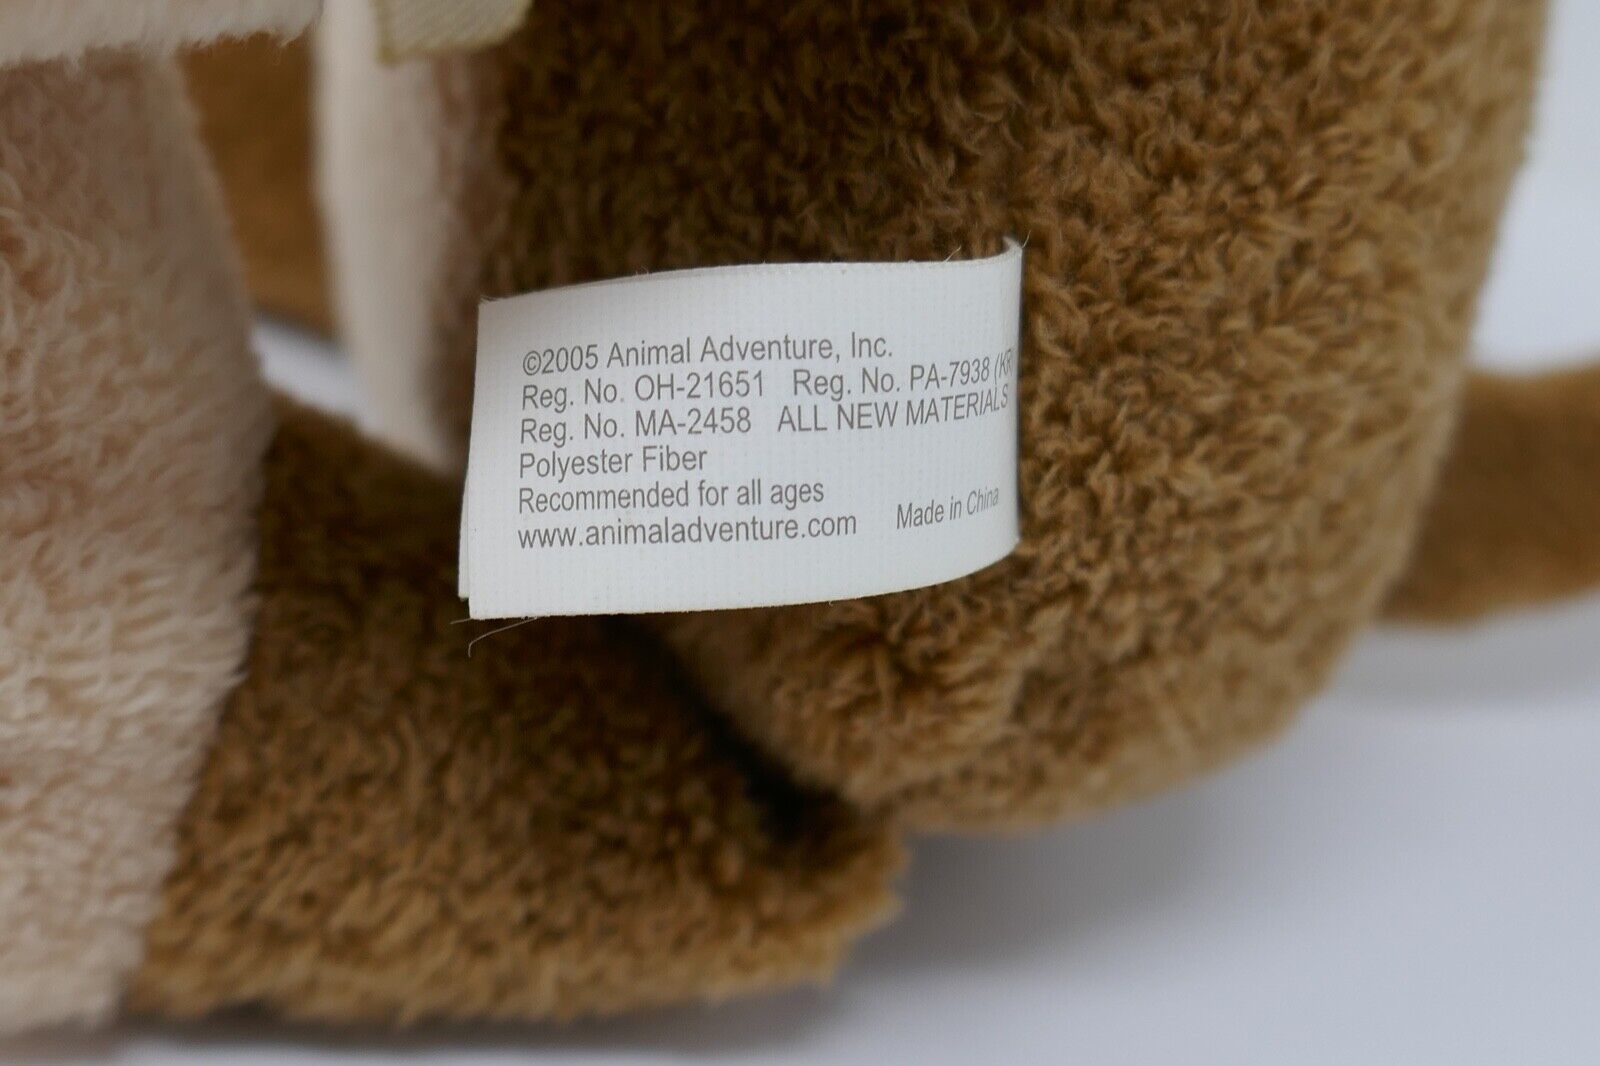 ©2005 Animal Adventure, Inc.
Reg. No. OH-21651 Reg. No. PA-7938 (KR
Reg. No. MA-2458 ALL NEW MATERIALS
Polyester Fiber
Recommended for all ages
www.animaladventure.com Made in China